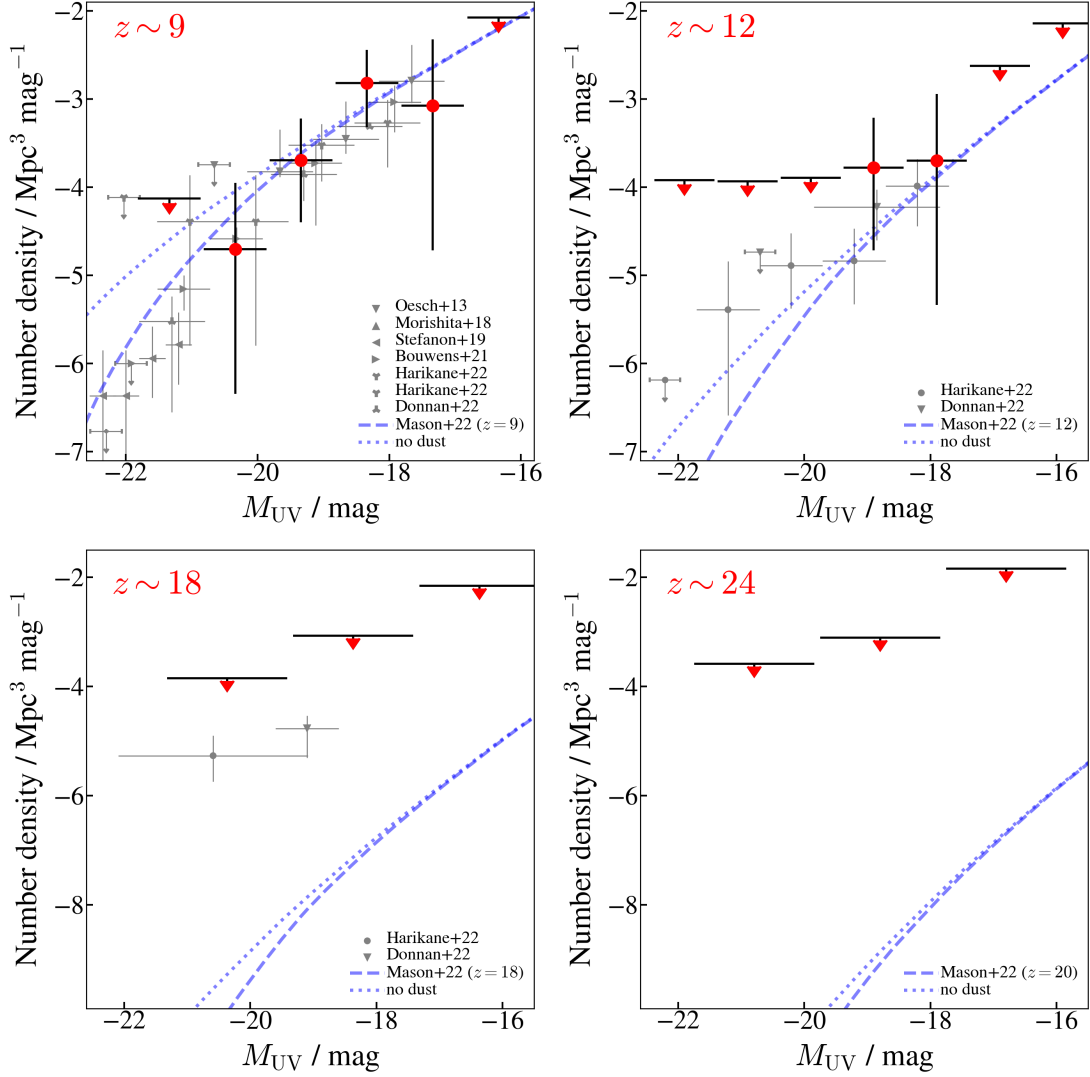 z ∼ 9
−2
−3
−4
−5
−6
−7
Number density / Mpc³ mag⁻¹
Oesch+13
Morishita+18
Stefanon+19
Bouwens+21
Harikane+22
Harikane+22
Donnan+22
Mason+22 (z = 9)
no dust
−22
−20
−18
−16
M_UV / mag
z ∼ 12
−2
−3
−4
−5
−6
−7
Number density / Mpc³ mag⁻¹
Harikane+22
Donnan+22
Mason+22 (z = 12)
no dust
−22
−20
−18
−16
M_UV / mag
z ∼ 18
−2
−4
−6
−8
Number density / Mpc³ mag⁻¹
Harikane+22
Donnan+22
Mason+22 (z = 18)
no dust
−22
−20
−18
−16
M_UV / mag
z ∼ 24
−2
−4
−6
−8
Number density / Mpc³ mag⁻¹
Mason+22 (z = 20)
no dust
−22
−20
−18
−16
M_UV / mag